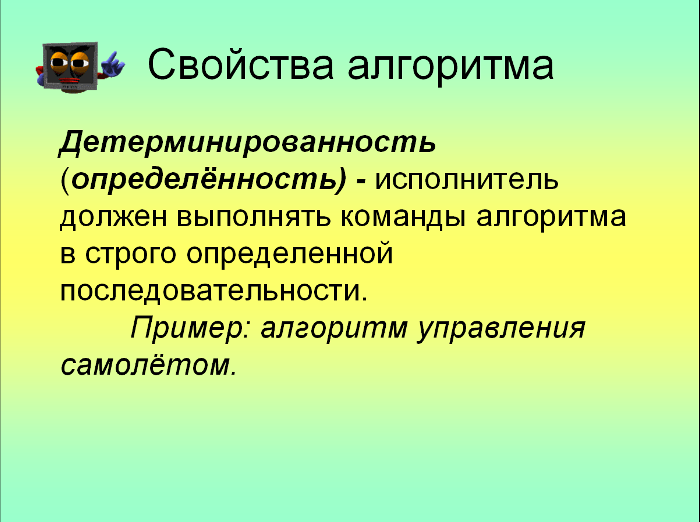 Свойства алгоритма
Детерминированность
(определённость) - исполнитель
должен выполнять команды алгоритма
в строго определенной
последовательности.
Пример: алгоритм управления
самолётом.